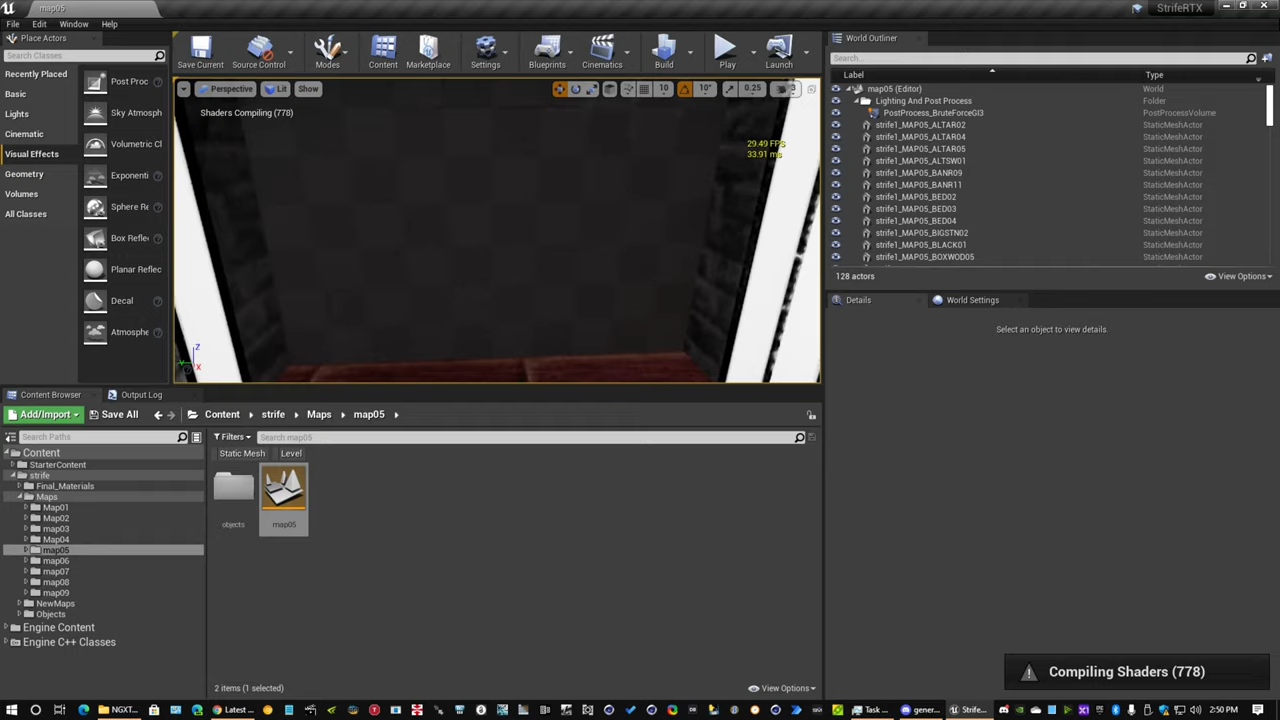 map05
StrifeRTX
File Edit Window Help
Place Actors
Search Classes
Recently Placed
Basic
Lights
Cinematic
Visual Effects
Geometry
Volumes
All Classes
Post Proc
Sky Atmosph
Volumetric Cl
Exponenti
Sphere Re
Box Reflec
Planar Reflec
Decal
Atmosphe
Save Current Source Control Modes Content Marketplace Settings Blueprints Cinematics Build Play Launch
Perspective Lit Show 10 10° 0.25 3
Shaders Compiling (778)
29.49 FPS
33.91 ms
World Outliner
Search...
Label Type
map05 (Editor) World
Lighting And Post Process Folder
PostProcess_BruteForceGI3 PostProcessVolume
strife1_MAP05_ALTAR02 StaticMeshActor
strife1_MAP05_ALTAR04 StaticMeshActor
strife1_MAP05_ALTAR05 StaticMeshActor
strife1_MAP05_ALTSW01 StaticMeshActor
strife1_MAP05_BANR09 StaticMeshActor
strife1_MAP05_BANR11 StaticMeshActor
strife1_MAP05_BED02 StaticMeshActor
strife1_MAP05_BED03 StaticMeshActor
strife1_MAP05_BED04 StaticMeshActor
strife1_MAP05_BIGSTN02 StaticMeshActor
strife1_MAP05_BLACK01 StaticMeshActor
strife1_MAP05_BOXWOD05 StaticMeshActor
128 actors View Options
Details World Settings
Select an object to view details.
Content Browser Output Log
Add/Import Save All Content strife Maps map05
Search Paths
Filters Search map05
Static Mesh Level
Content
StarterContent
strife
Final_Materials
Maps
Map01
Map02
map03
Map04
map05
map06
map07
map08
map09
NewMaps
Objects
Engine Content
Engine C++ Classes
objects map05
2 items (1 selected) View Options
Compiling Shaders (778)
NGXT... Latest... Task... gener... Strife... 2:50 PM